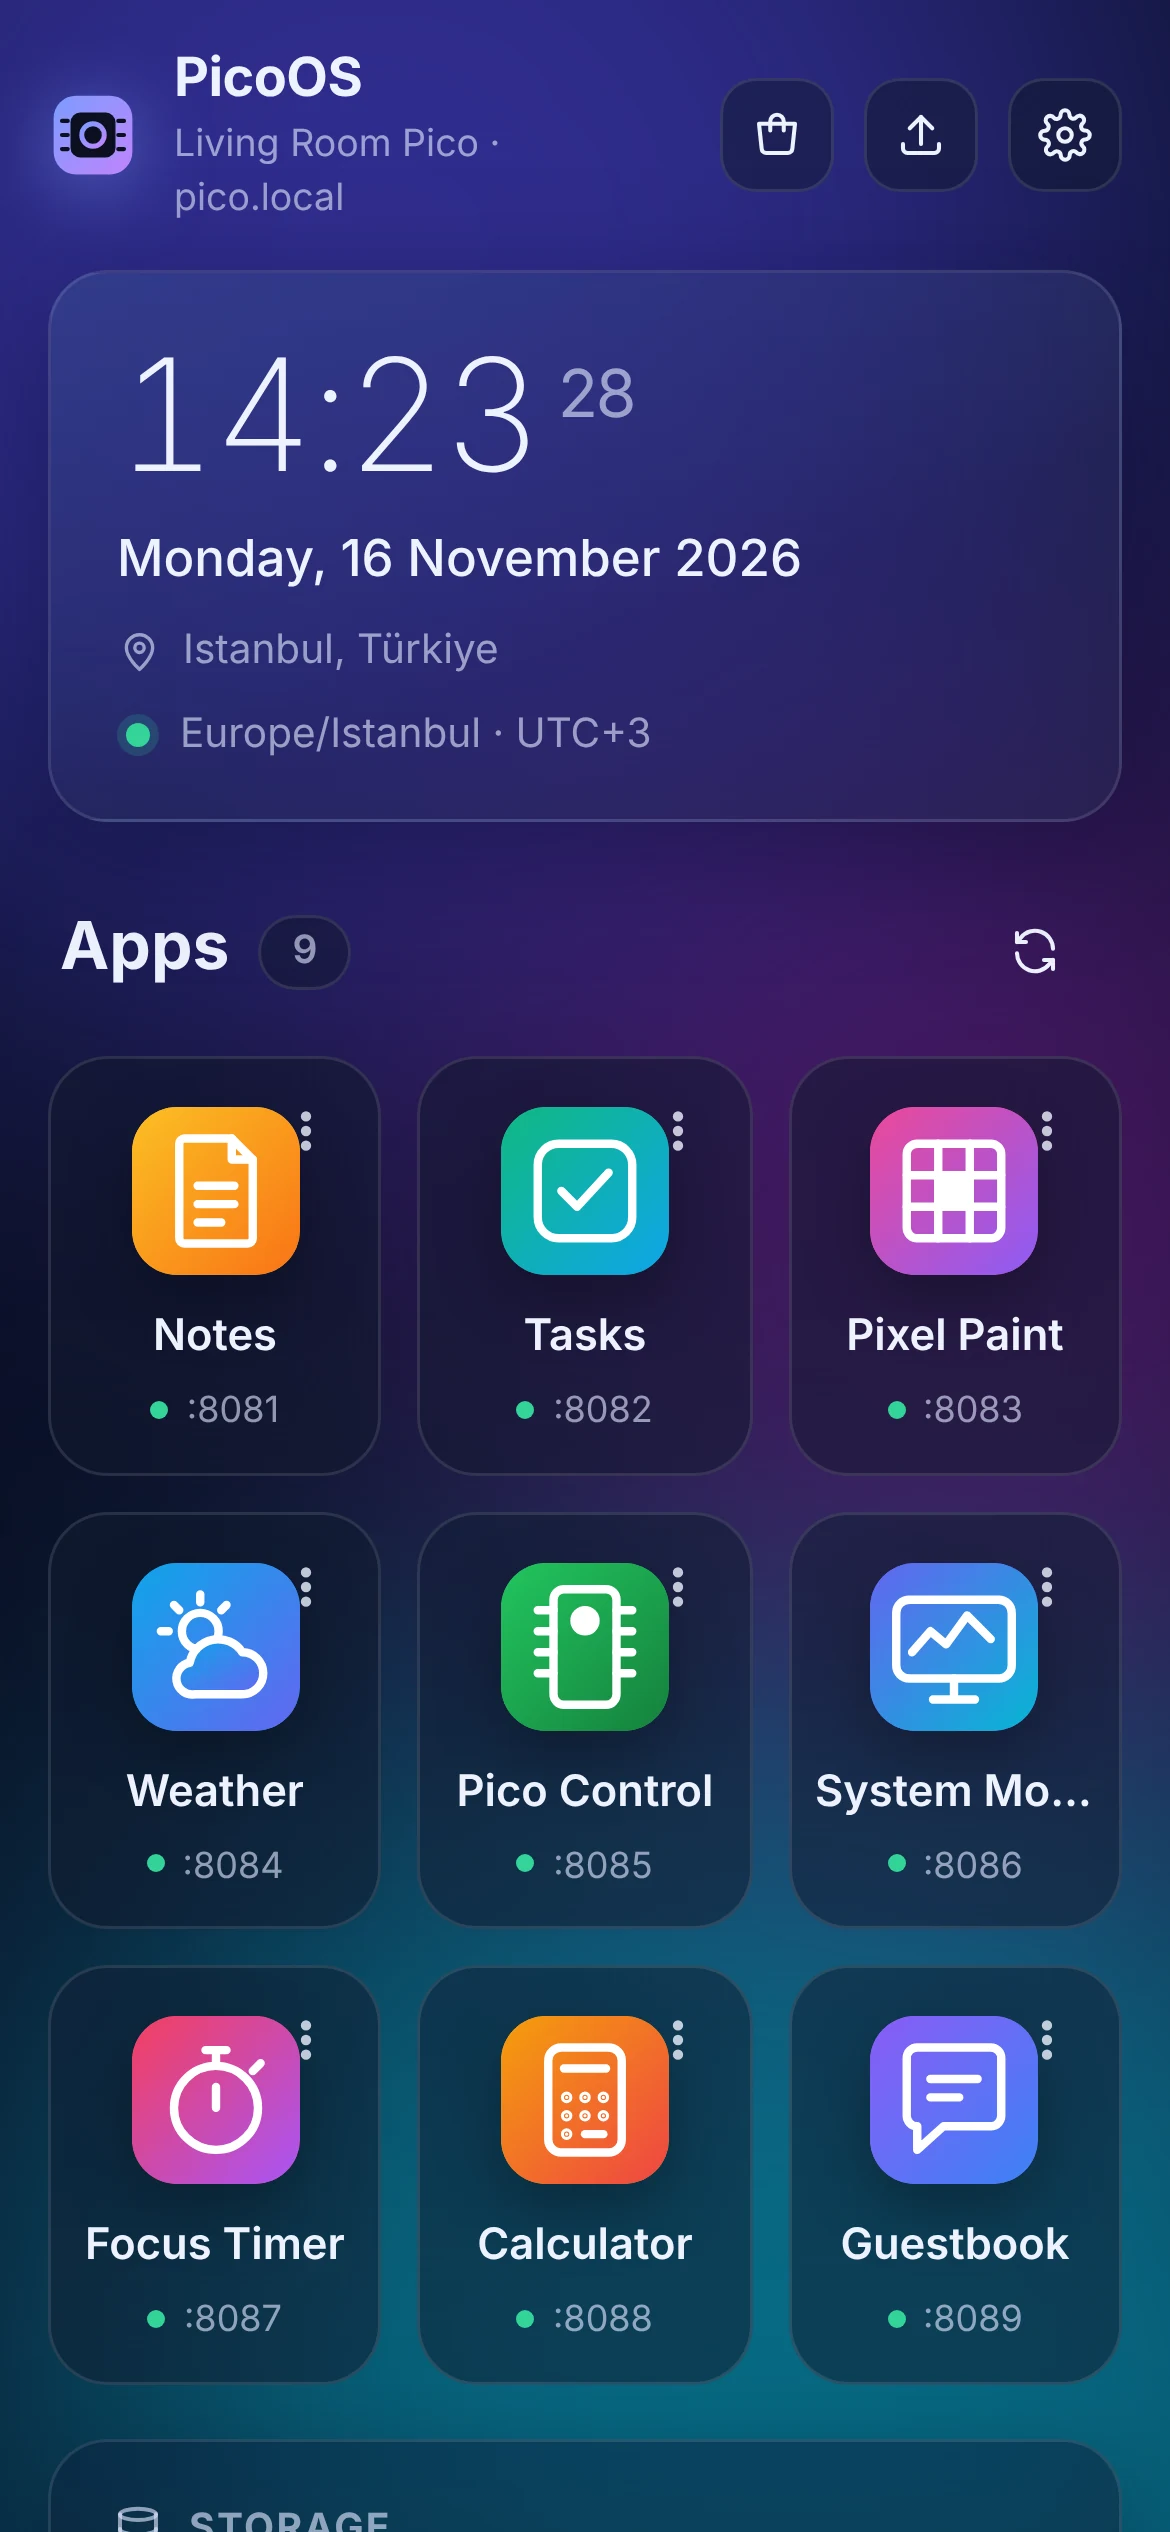 PicoOS
Living Room Pico ·
pico.local
14:23 28
Monday, 16 November 2026
Istanbul, Türkiye
Europe/Istanbul · UTC+3
Apps 9
Notes Tasks Pixel Paint
:8081 :8082 :8083
Weather Pico Control System Mo...
:8084 :8085 :8086
Focus Timer Calculator Guestbook
:8087 :8088 :8089
STORAGE